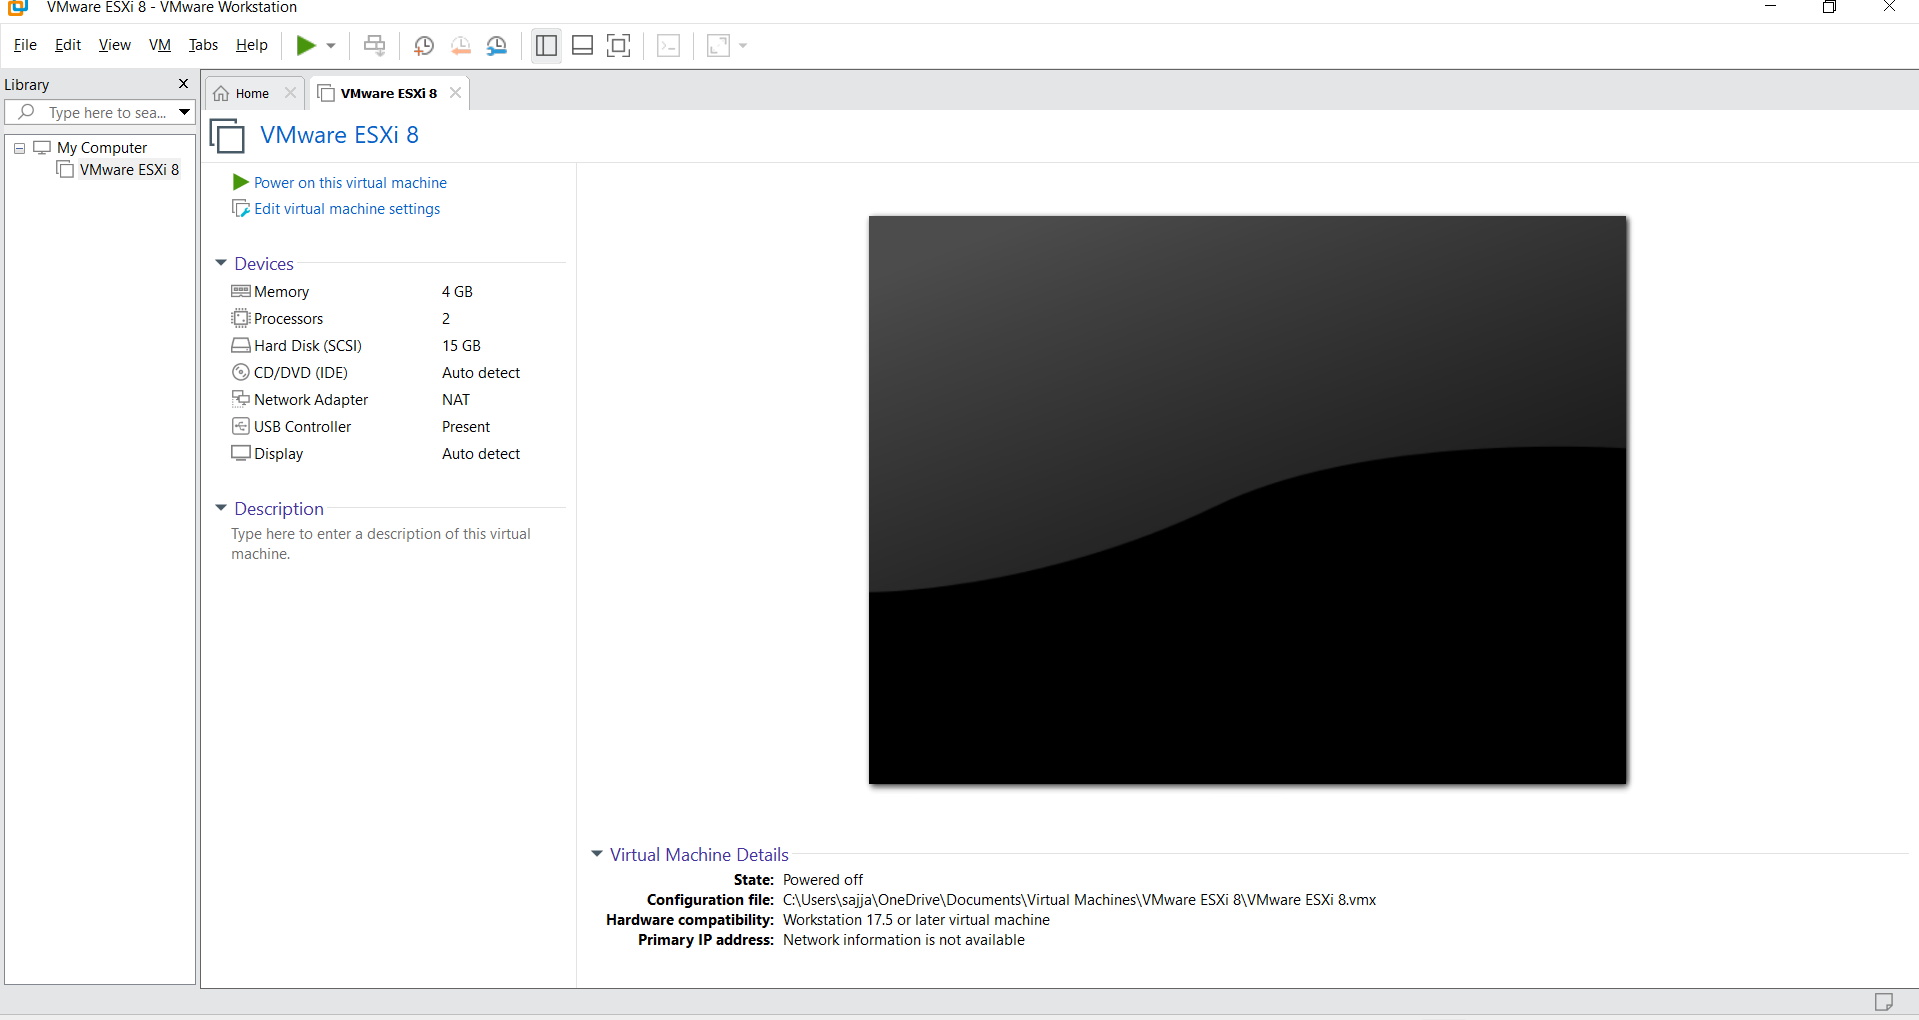 VMware ESXi 8 - VMware Workstation
File Edit View VM Tabs Help
Library
Type here to sea...
My Computer
VMware ESXi 8
Home
VMware ESXi 8
VMware ESXi 8
Power on this virtual machine
Edit virtual machine settings
Devices
Memory 4 GB
Processors 2
Hard Disk (SCSI) 15 GB
CD/DVD (IDE) Auto detect
Network Adapter NAT
USB Controller Present
Display Auto detect
Description
Type here to enter a description of this virtual
machine.
Virtual Machine Details
State: Powered off
Configuration file: C:\Users\sajja\OneDrive\Documents\Virtual Machines\VMware ESXi 8\VMware ESXi 8.vmx
Hardware compatibility: Workstation 17.5 or later virtual machine
Primary IP address: Network information is not available